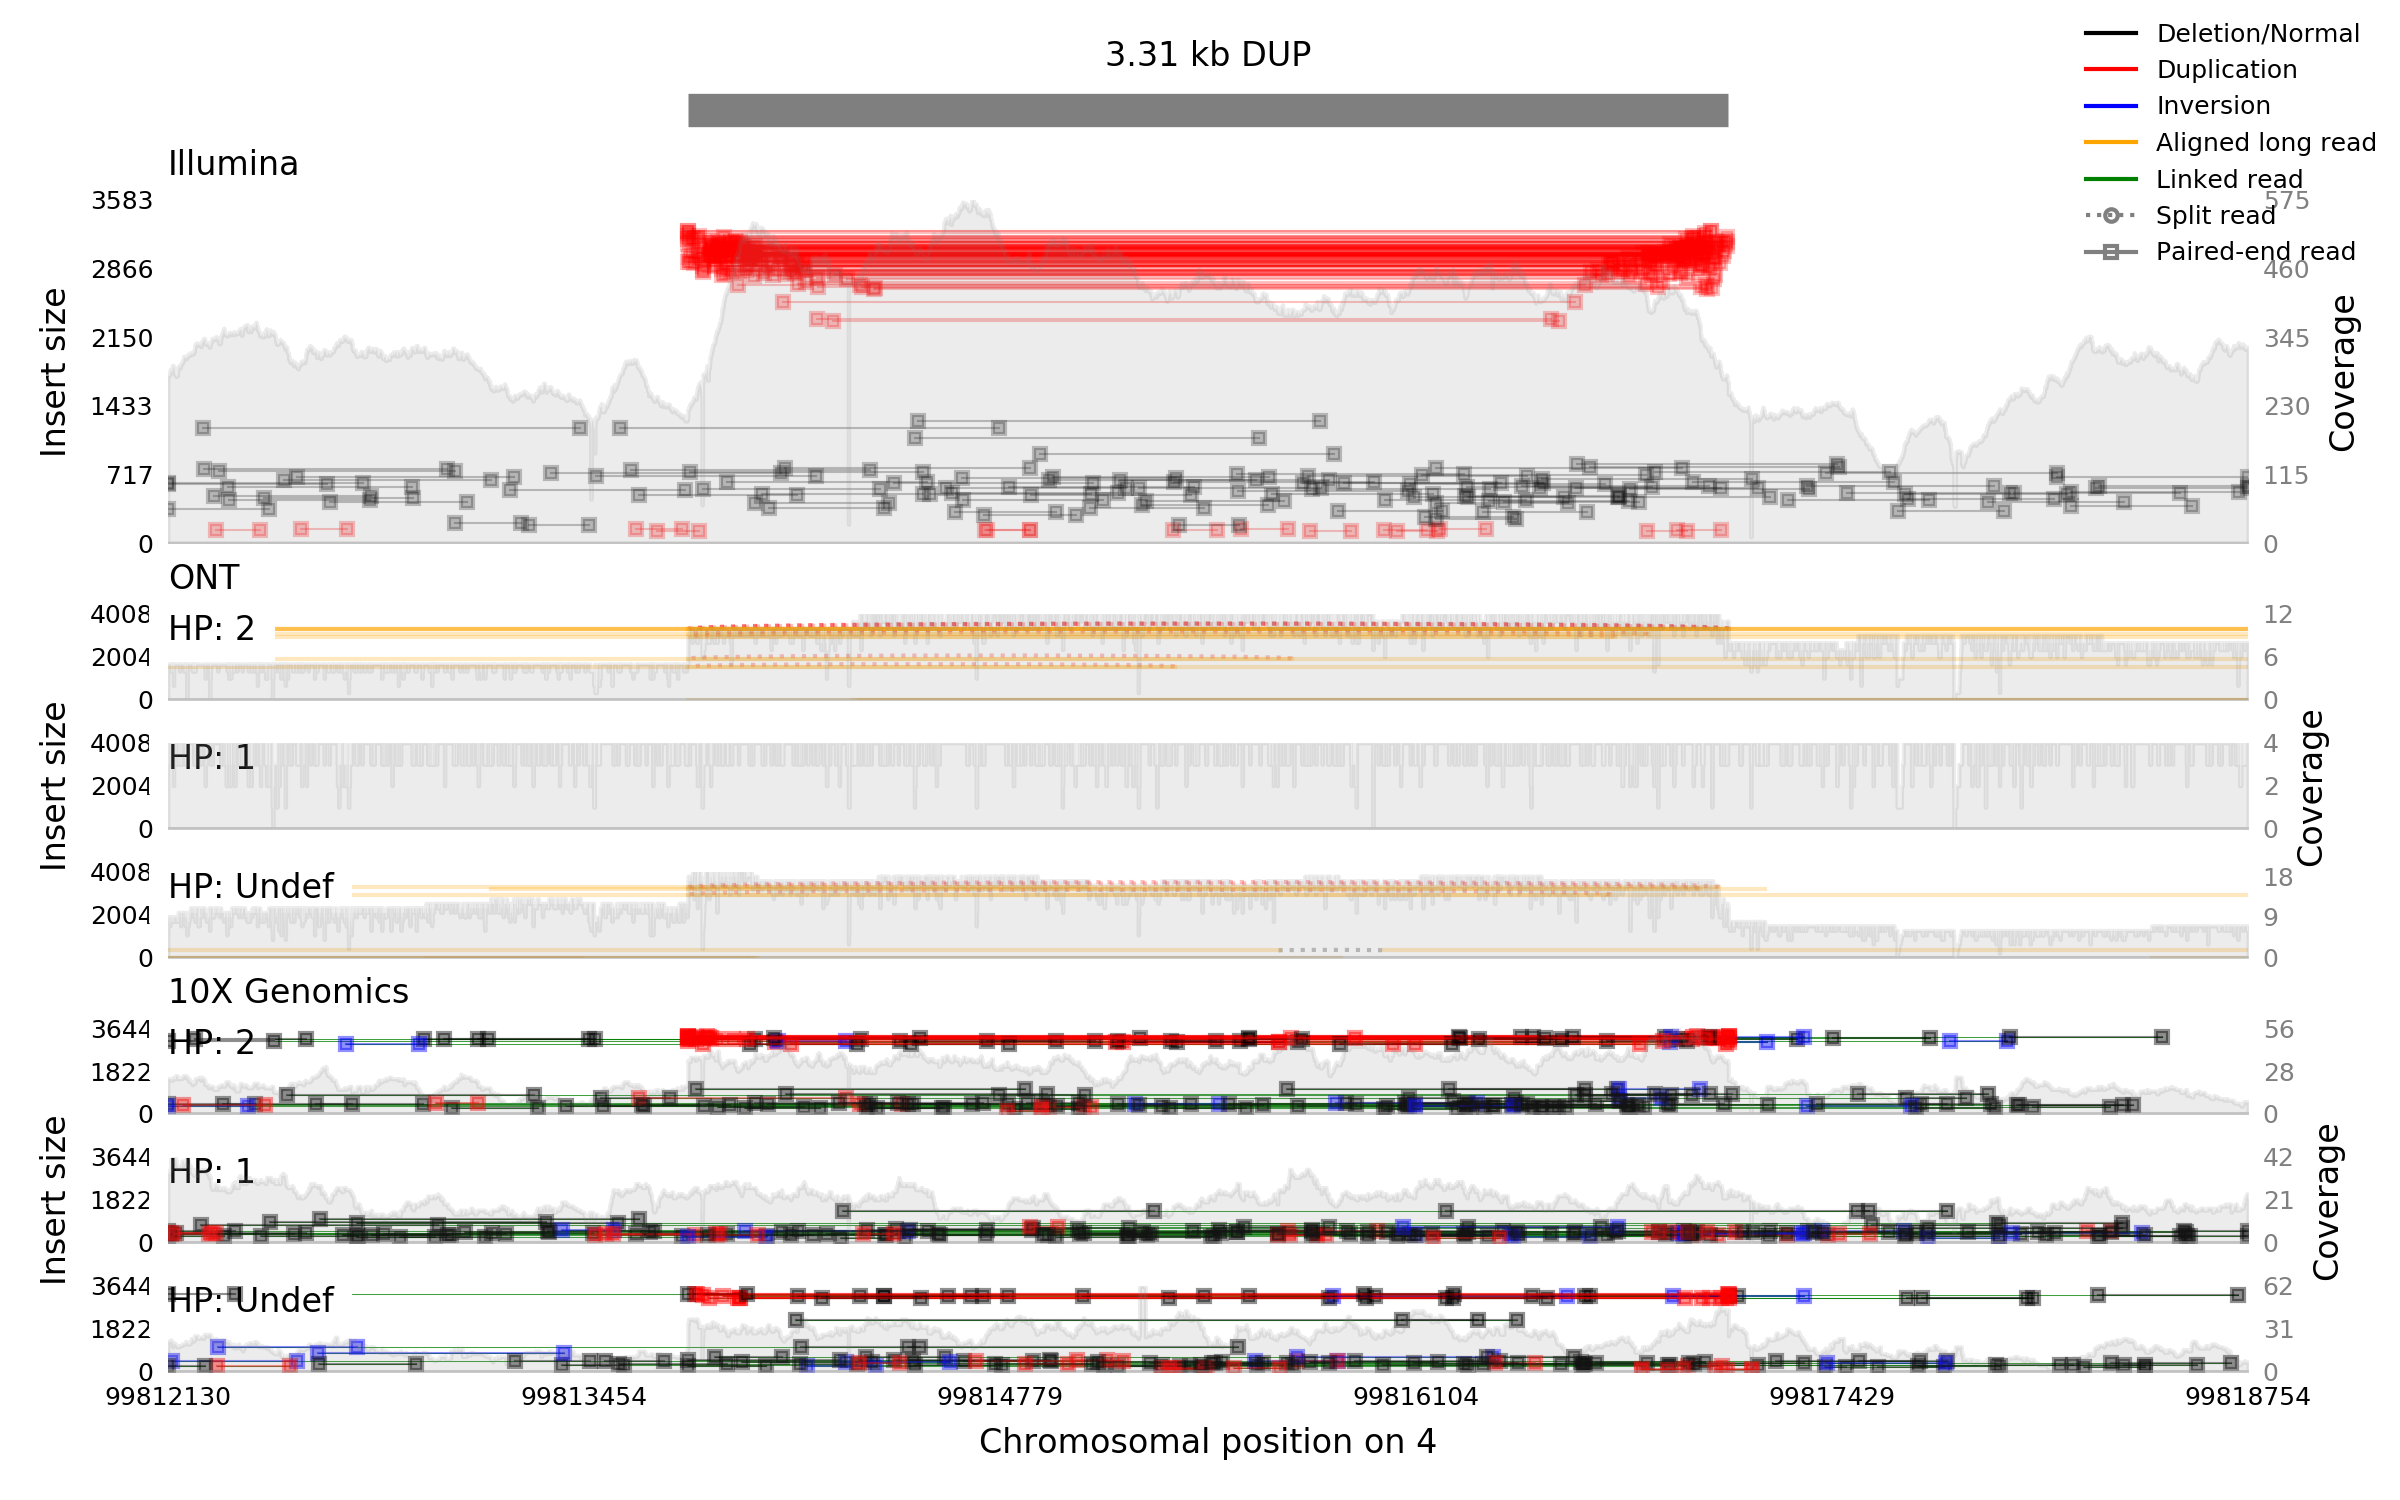 3.31 kb DUP
Deletion/Normal
Duplication
Inversion
Aligned long read
Linked read
Split read
Paired-end read
Illumina
Insert size
3583
2866
2150
1433
717
0
575
460
345
230
115
0
Coverage
ONT
HP: 2
4008
2004
0
12
6
0
HP: 1
4008
2004
0
4
2
0
HP: Undef
4008
2004
0
18
9
0
Insert size
Coverage
10X Genomics
HP: 2
3644
1822
0
56
28
0
HP: 1
3644
1822
0
42
21
0
HP: Undef
3644
1822
0
62
31
0
Insert size
Coverage
99812130 99813454 99814779 99816104 99817429 99818754
Chromosomal position on 4